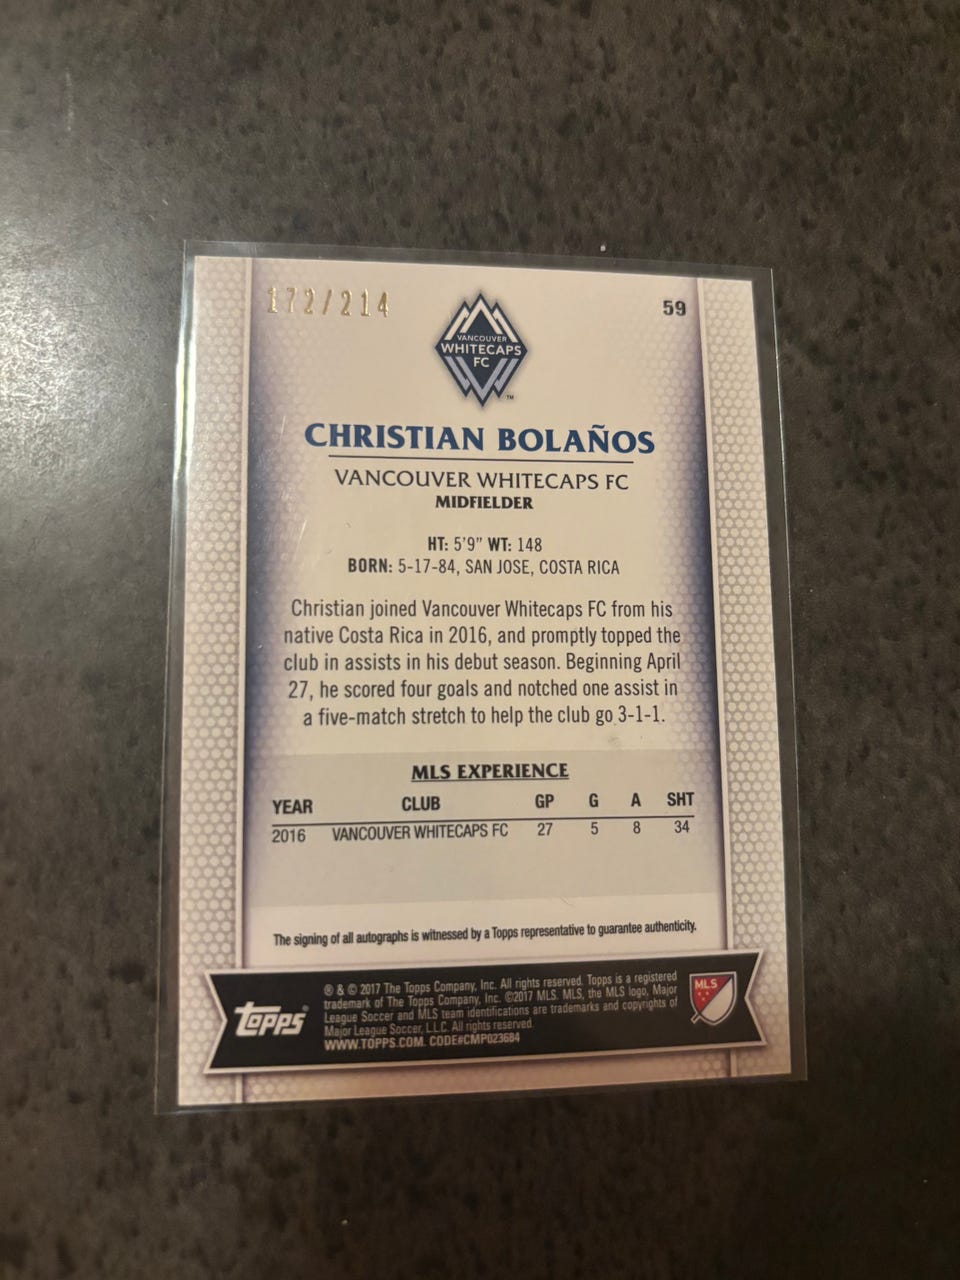 172/214
59
VANCOUVER
WHITECAPS
FC
TM
CHRISTIAN BOLAÑOS
VANCOUVER WHITECAPS FC
MIDFIELDER
HT: 5'9" WT: 148
BORN: 5-17-84, SAN JOSE, COSTA RICA
Christian joined Vancouver Whitecaps FC from his
native Costa Rica in 2016, and promptly topped the
club in assists in his debut season. Beginning April
27, he scored four goals and notched one assist in
a five-match stretch to help the club go 3-1-1.
MLS EXPERIENCE
YEAR CLUB GP G A SHT
2016 VANCOUVER WHITECAPS FC 27 5 8 34
The signing of all autographs is witnessed by a Topps representative to guarantee authenticity.
topps
® & © 2017 The Topps Company, Inc. All rights reserved. Topps is a registered
trademark of The Topps Company, Inc. ©2017 MLS. MLS, the MLS logo, Major
League Soccer and MLS team identifications are trademarks and copyrights of
Major League Soccer, L.L.C. All rights reserved.
WWW.TOPPS.COM. CODE#CMP023684
MLS